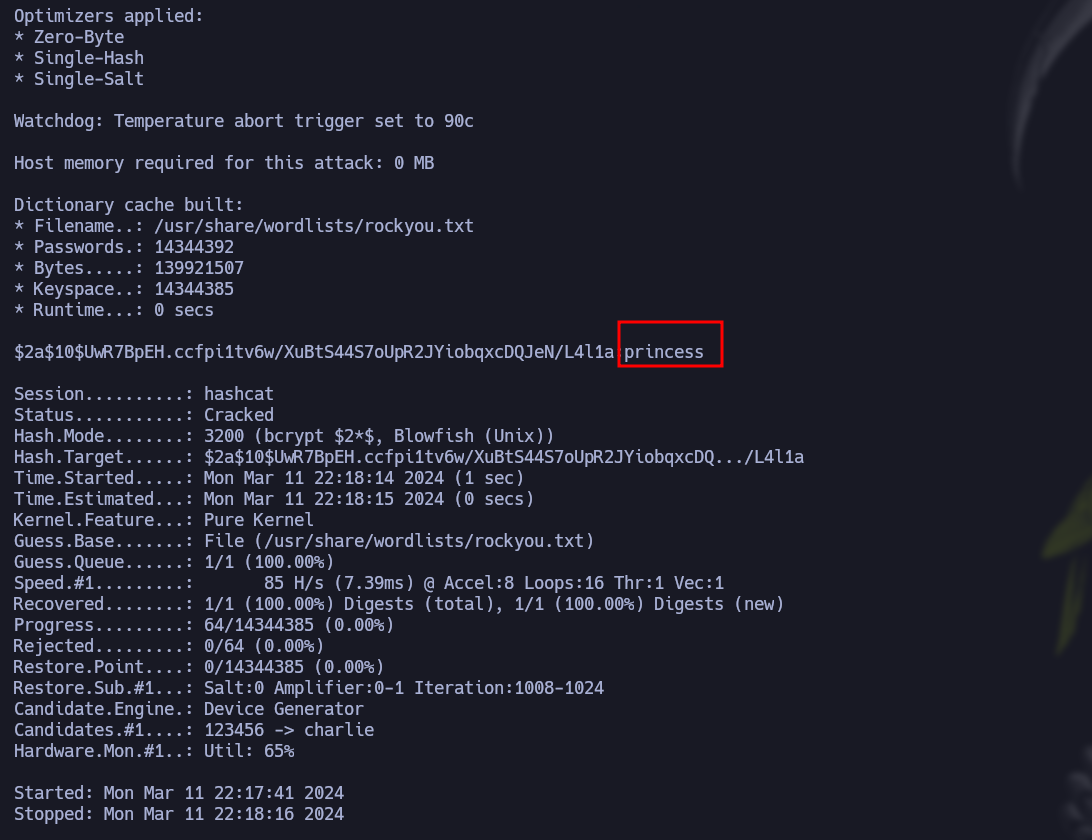 Optimizers applied:
* Zero-Byte
* Single-Hash
* Single-Salt
Watchdog: Temperature abort trigger set to 90c
Host memory required for this attack: 0 MB
Dictionary cache built:
* Filename..: /usr/share/wordlists/rockyou.txt
* Passwords.: 14344392
* Bytes.....: 139921507
* Keyspace..: 14344385
* Runtime...: 0 secs
$2a$10$UwR7BpEH.ccfpi1tv6w/XuBtS44S7oUpR2JYiobqxcDQJeN/L4l1a:princess
Session..........: hashcat
Status...........: Cracked
Hash.Mode........: 3200 (bcrypt $2*$, Blowfish (Unix))
Hash.Target......: $2a$10$UwR7BpEH.ccfpi1tv6w/XuBtS44S7oUpR2JYiobqxcDQ.../L4l1a
Time.Started.....: Mon Mar 11 22:18:14 2024 (1 sec)
Time.Estimated...: Mon Mar 11 22:18:15 2024 (0 secs)
Kernel.Feature...: Pure Kernel
Guess.Base.......: File (/usr/share/wordlists/rockyou.txt)
Guess.Queue......: 1/1 (100.00%)
Speed.#1.........:       85 H/s (7.39ms) @ Accel:8 Loops:16 Thr:1 Vec:1
Recovered........: 1/1 (100.00%) Digests (total), 1/1 (100.00%) Digests (new)
Progress.........: 64/14344385 (0.00%)
Rejected.........: 0/64 (0.00%)
Restore.Point....: 0/14344385 (0.00%)
Restore.Sub.#1...: Salt:0 Amplifier:0-1 Iteration:1008-1024
Candidate.Engine.: Device Generator
Candidates.#1....: 123456 -> charlie
Hardware.Mon.#1..: Util: 65%
Started: Mon Mar 11 22:17:41 2024
Stopped: Mon Mar 11 22:18:16 2024